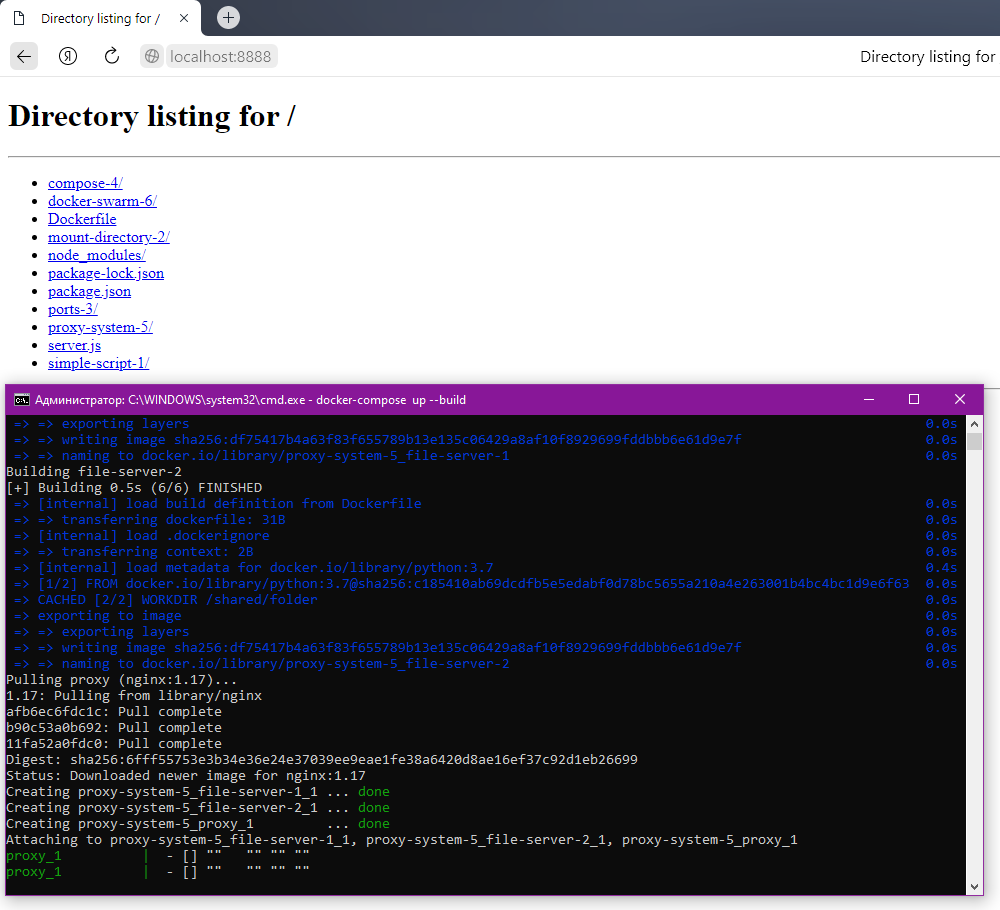 Directory listing for /
Я localhost:8888 Directory listing for
Directory listing for /
compose-4/
docker-swarm-6/
Dockerfile
mount-directory-2/
node_modules/
package-lock.json
package.json
ports-3/
proxy-system-5/
server.js
simple-script-1/
Администратор: C:\WINDOWS\system32\cmd.exe - docker-compose up --build
=> => exporting layers 0.0s
=> => writing image sha256:df75417b4a63f83f655789b13e135c06429a8af10f8929699fddbbb6e61d9e7f 0.0s
=> => naming to docker.io/library/proxy-system-5_file-server-1 0.0s
Building file-server-2
[+] Building 0.5s (6/6) FINISHED
=> [internal] load build definition from Dockerfile 0.0s
=> => transferring dockerfile: 31B 0.0s
=> [internal] load .dockerignore 0.0s
=> => transferring context: 2B 0.0s
=> [internal] load metadata for docker.io/library/python:3.7 0.4s
=> [1/2] FROM docker.io/library/python:3.7@sha256:c185410ab69dcdfb5e5edabf0d78bc5655a210a4e263001b4bc4bc1d9e6f63 0.0s
=> CACHED [2/2] WORKDIR /shared/folder 0.0s
=> exporting to image 0.0s
=> => exporting layers 0.0s
=> => writing image sha256:df75417b4a63f83f655789b13e135c06429a8af10f8929699fddbbb6e61d9e7f 0.0s
=> => naming to docker.io/library/proxy-system-5_file-server-2 0.0s
Pulling proxy (nginx:1.17)...
1.17: Pulling from library/nginx
afb6ec6fdc1c: Pull complete
b90c53a0b692: Pull complete
11fa52a0fdc0: Pull complete
Digest: sha256:6fff55753e3b34e36e24e37039ee9eae1fe38a6420d8ae16ef37c92d1eb26699
Status: Downloaded newer image for nginx:1.17
Creating proxy-system-5_file-server-1_1 ... done
Creating proxy-system-5_file-server-2_1 ... done
Creating proxy-system-5_proxy_1 ... done
Attaching to proxy-system-5_file-server-1_1, proxy-system-5_file-server-2_1, proxy-system-5_proxy_1
proxy_1 | - [] "" "" "" ""
proxy_1 | - [] "" "" "" ""